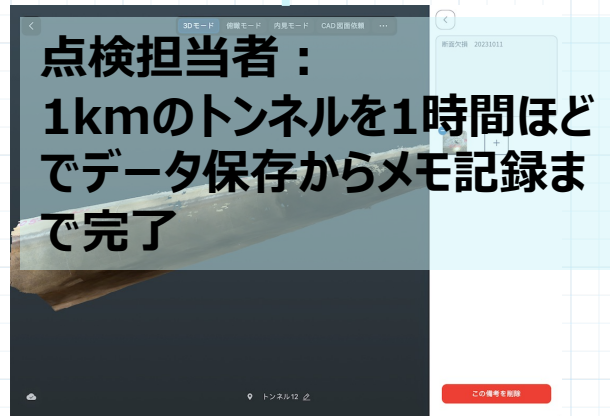 3Dモード 俯瞰モード 内見モード CAD図面依頼 ···
断面欠損 20231011
点検担当者：
1kmのトンネルを1時間ほど
でデータ保存からメモ記録ま
で完了
トンネル12
この備考を削除